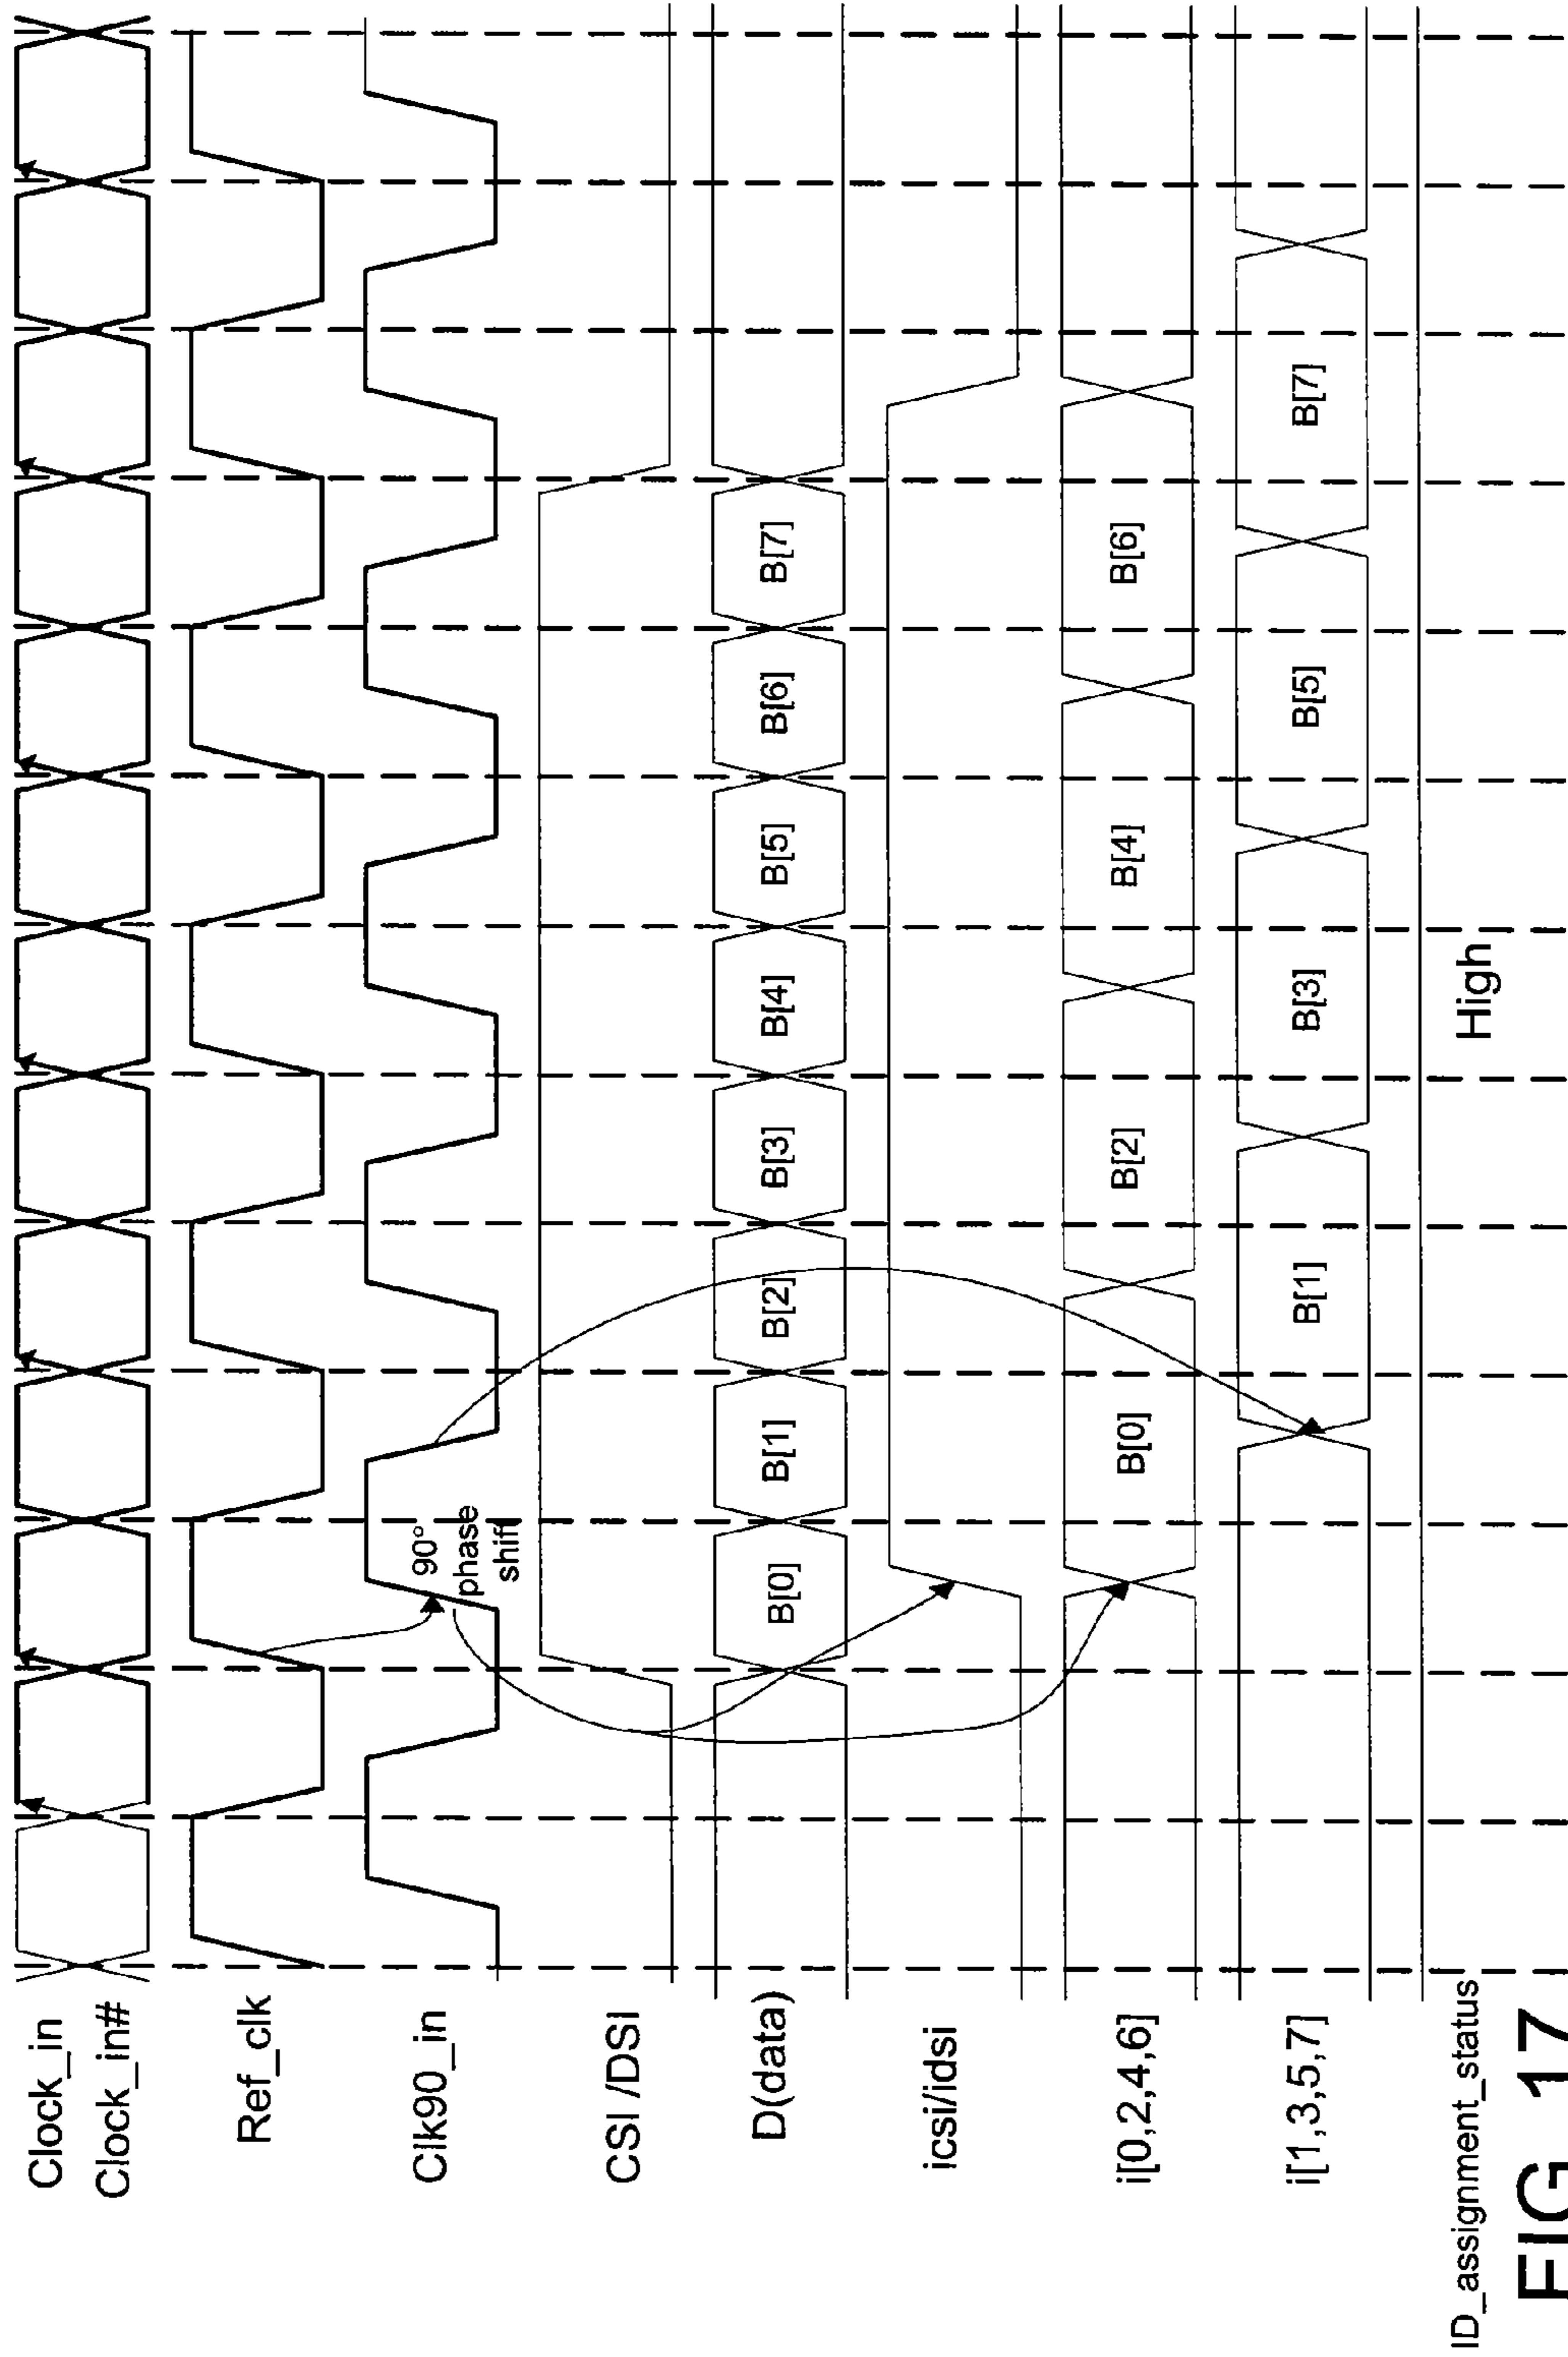 Clock_in
Clock_in#
Ref_clk
Clk90_in
90°
phase
shift
CSI /DSI
D(data)
B[0] B[1] B[2] B[3] B[4] B[5] B[6] B[7]
icsi/idsi
i[0,2,4,6]
B[0] B[2] B[4] B[6]
i[1,3,5,7]
B[1] B[3] B[5] B[7]
ID_assignment_status
High
FIG 17